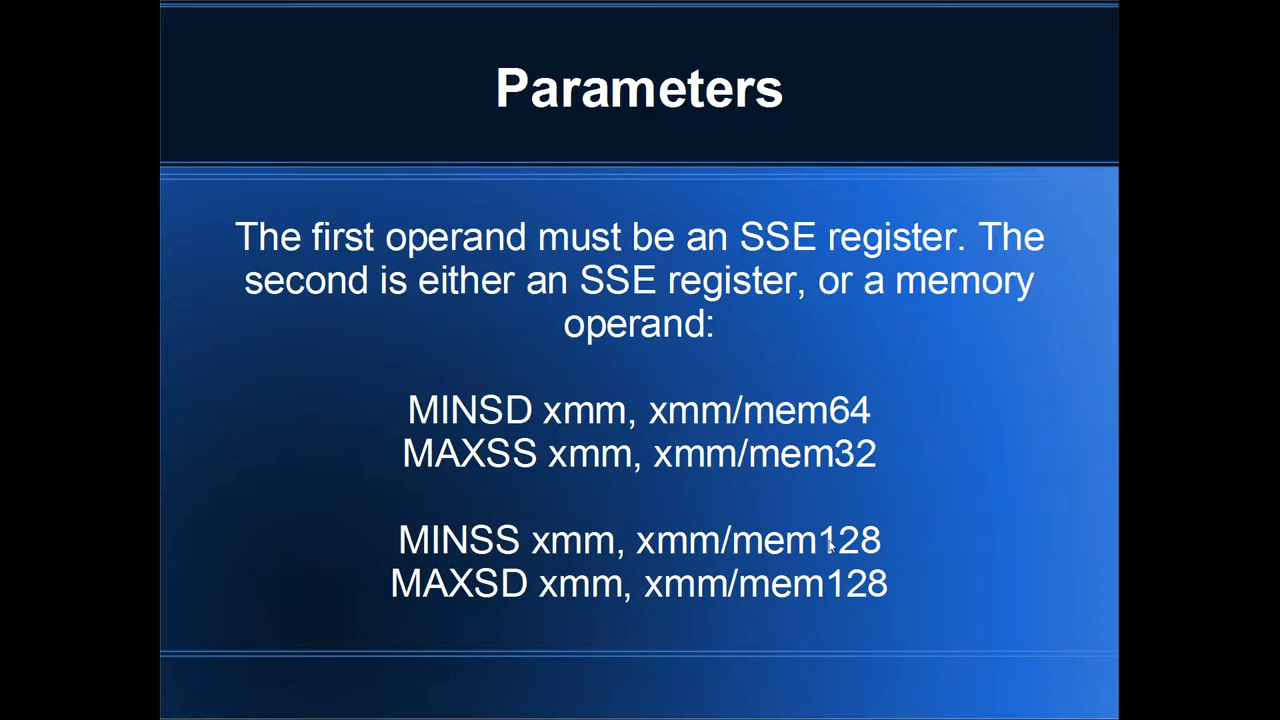 Parameters
The first operand must be an SSE register. The
second is either an SSE register, or a memory
operand:
MINSD xmm, xmm/mem64
MAXSS xmm, xmm/mem32
MINSS xmm, xmm/mem128
MAXSD xmm, xmm/mem128